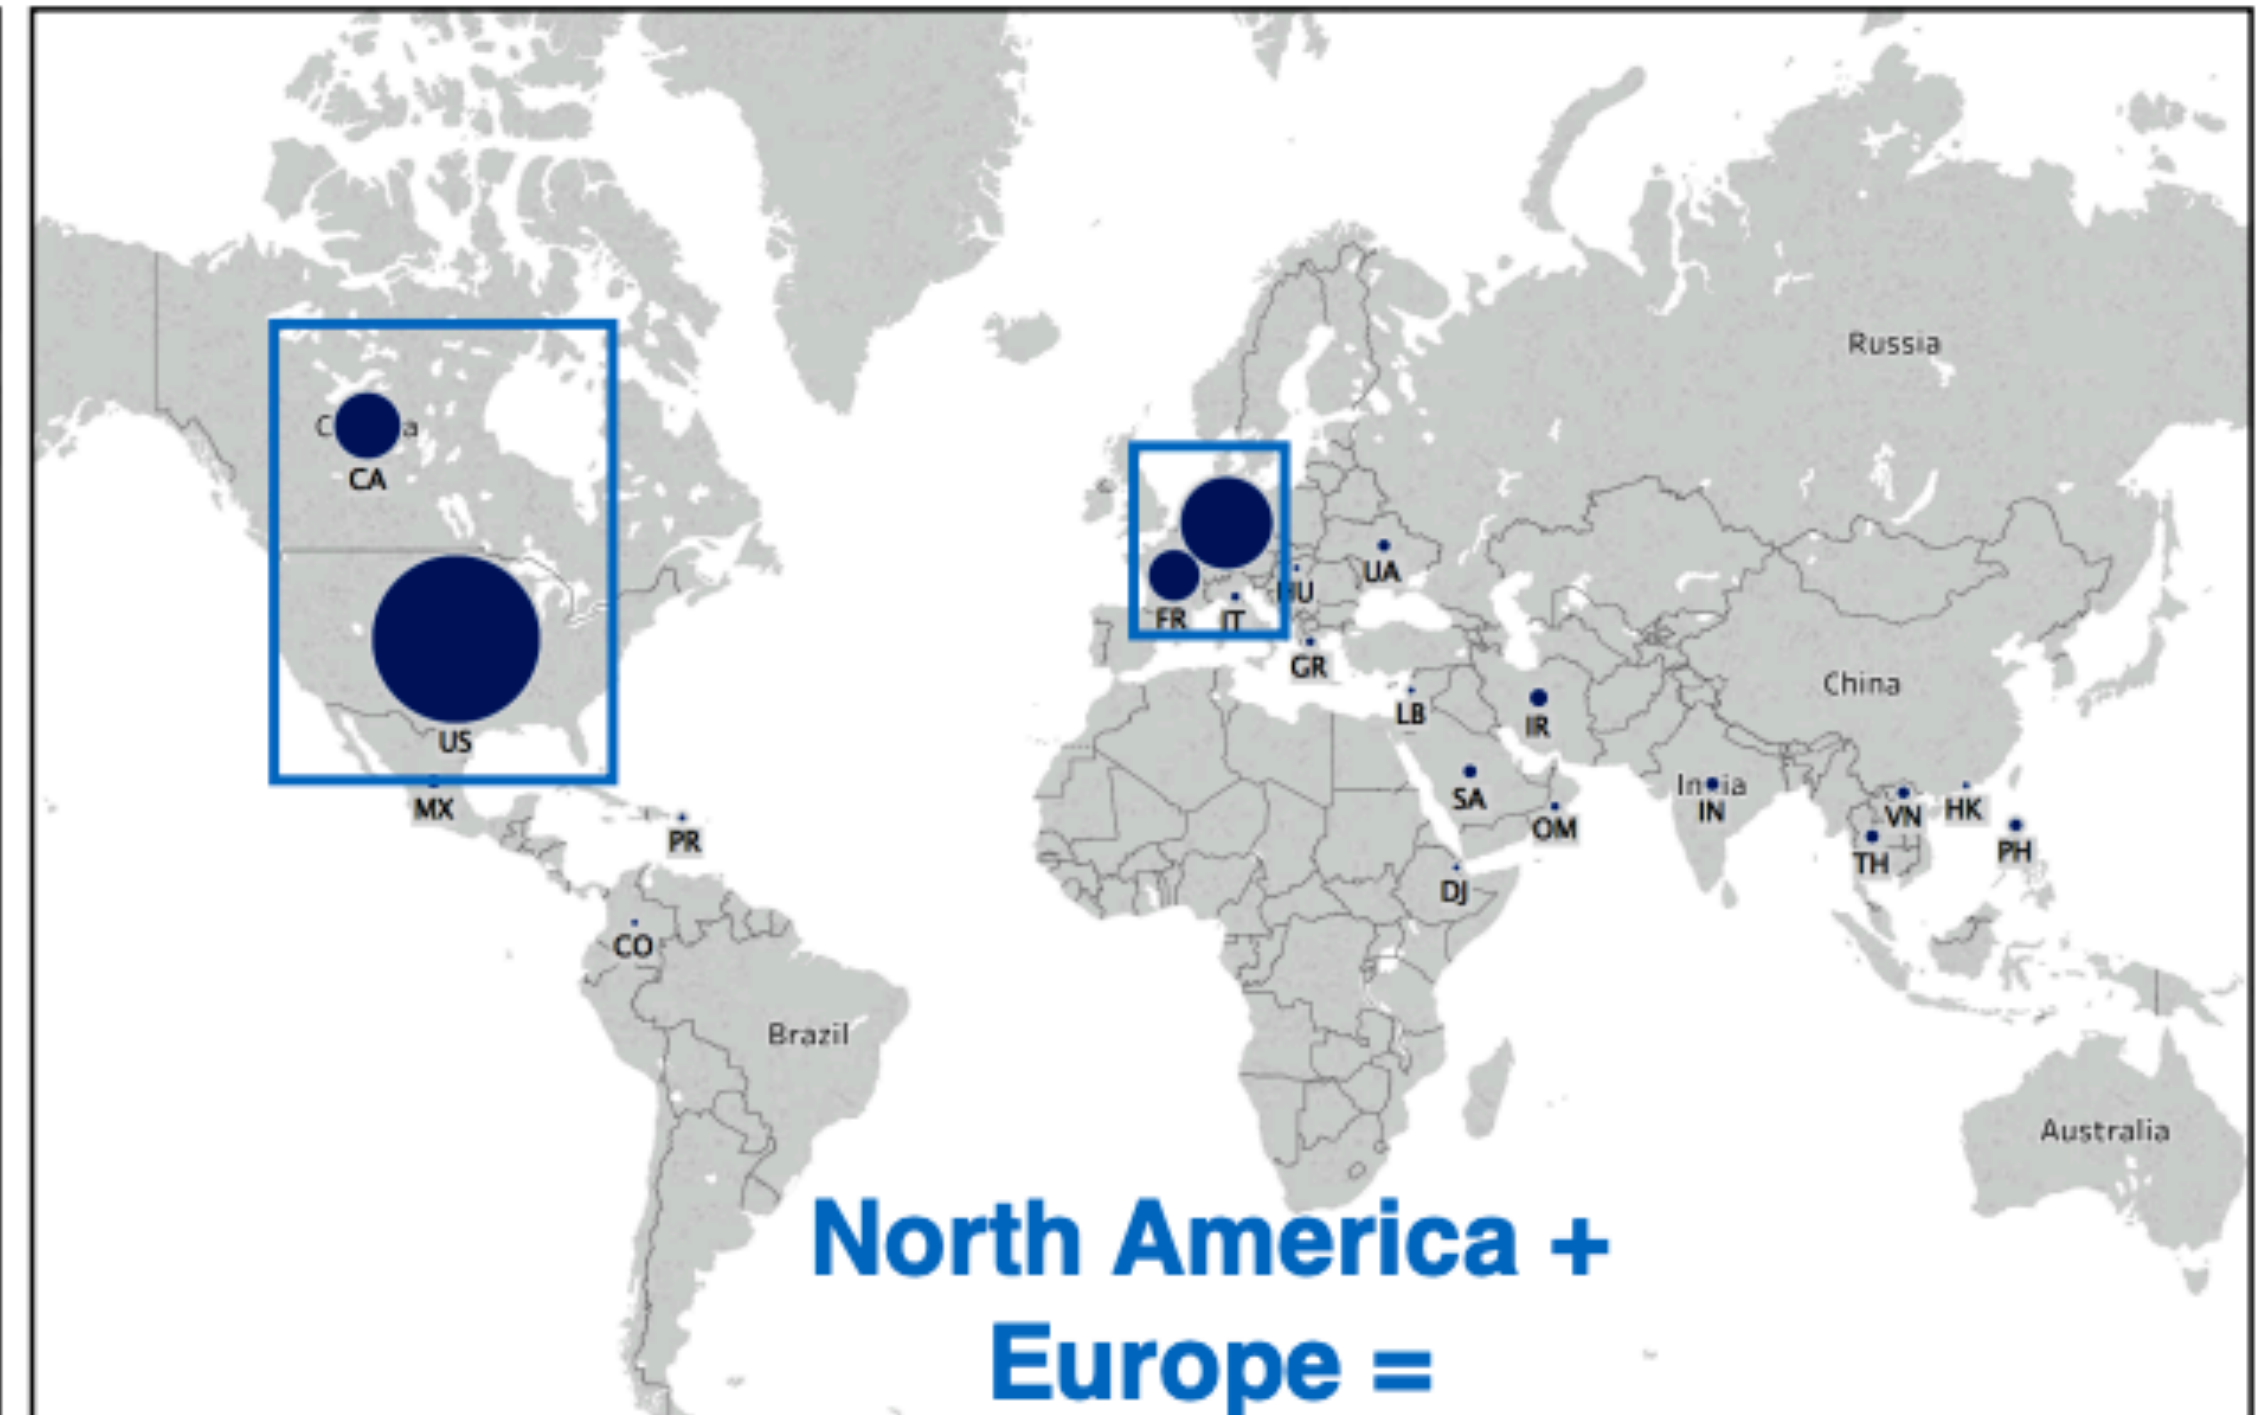 Russia
C a
CA
UA
HU
FR
IT
GR
China
LB
IR
US
India
SA
IN
MX
OM
VN
HK
PR
TH
PH
DJ
CO
Brazil
Australia
North America +
Europe =